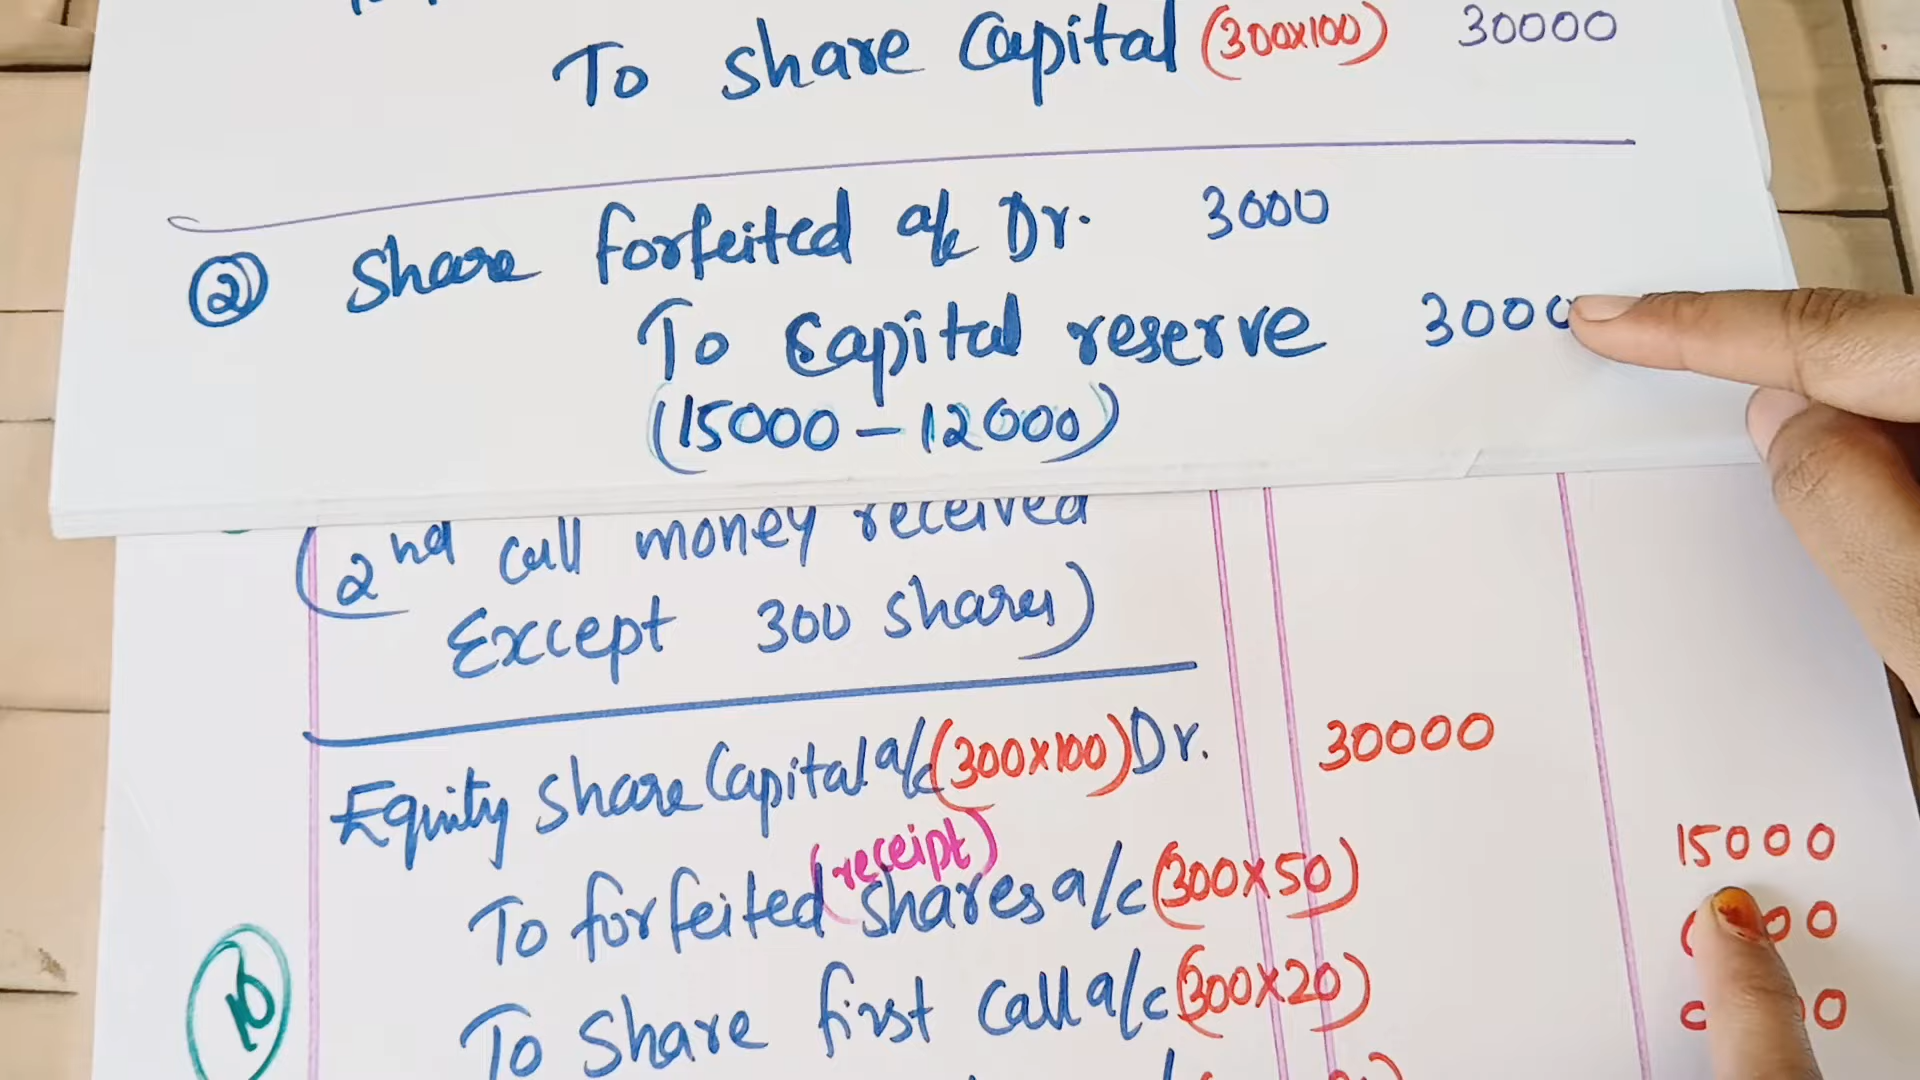 To share Capital (300x100) 30000
② Share forfeited a/c Dr. 3000
To Capital reserve 3000
(15000 - 12000)
(2nd call money received
Except 300 shares)
Equity Share Capital a/c (300x100) Dr. 30000
(receipt)
To forfeited shares a/c (300x50) 15000
10
To share first call a/c (300x20)